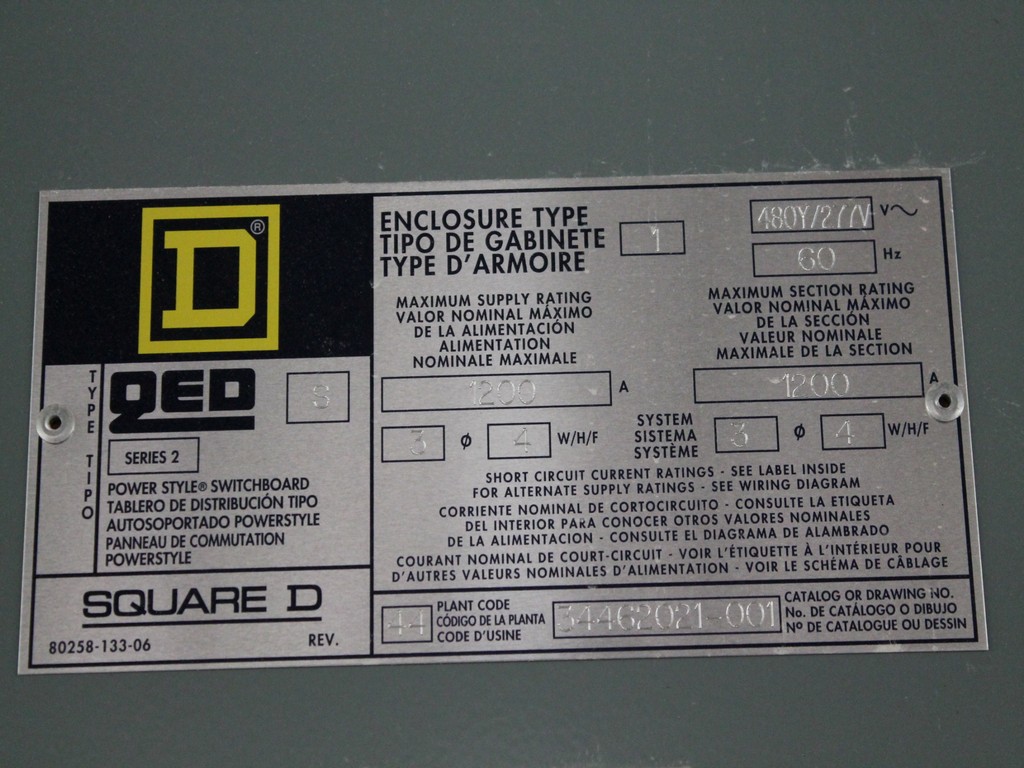 D®
TYPE TIPO
QED
S
SERIES 2
POWER STYLE® SWITCHBOARD
TABLERO DE DISTRIBUCIÓN TIPO
AUTOSOPORTADO POWERSTYLE
PANNEAU DE COMMUTATION
POWERSTYLE
SQUARE D
80258-133-06 REV.
ENCLOSURE TYPE
TIPO DE GABINETE
TYPE D'ARMOIRE
1
480Y/277V V~
60 Hz
MAXIMUM SUPPLY RATING
VALOR NOMINAL MÁXIMO
DE LA ALIMENTACIÓN
ALIMENTATION
NOMINALE MAXIMALE
1200 A
MAXIMUM SECTION RATING
VALOR NOMINAL MÁXIMO
DE LA SECCIÓN
VALEUR NOMINALE
MAXIMALE DE LA SECTION
1200 A
3 ø 4 W/H/F
SYSTEM
SISTEMA
SYSTÈME
3 ø 4 W/H/F
SHORT CIRCUIT CURRENT RATINGS - SEE LABEL INSIDE
FOR ALTERNATE SUPPLY RATINGS - SEE WIRING DIAGRAM
CORRIENTE NOMINAL DE CORTOCIRCUITO - CONSULTE LA ETIQUETA
DEL INTERIOR PARA CONOCER OTROS VALORES NOMINALES
DE LA ALIMENTACION - CONSULTE EL DIAGRAMA DE ALAMBRADO
COURANT NOMINAL DE COURT-CIRCUIT - VOIR L'ÉTIQUETTE À L'INTÉRIEUR POUR
D'AUTRES VALEURS NOMINALES D'ALIMENTATION - VOIR LE SCHÉMA DE CÂBLAGE
44
PLANT CODE
CÓDIGO DE LA PLANTA
CODE D'USINE
34462021-001
CATALOG OR DRAWING NO.
No. DE CATÁLOGO O DIBUJO
Nº DE CATALOGUE OU DESSIN